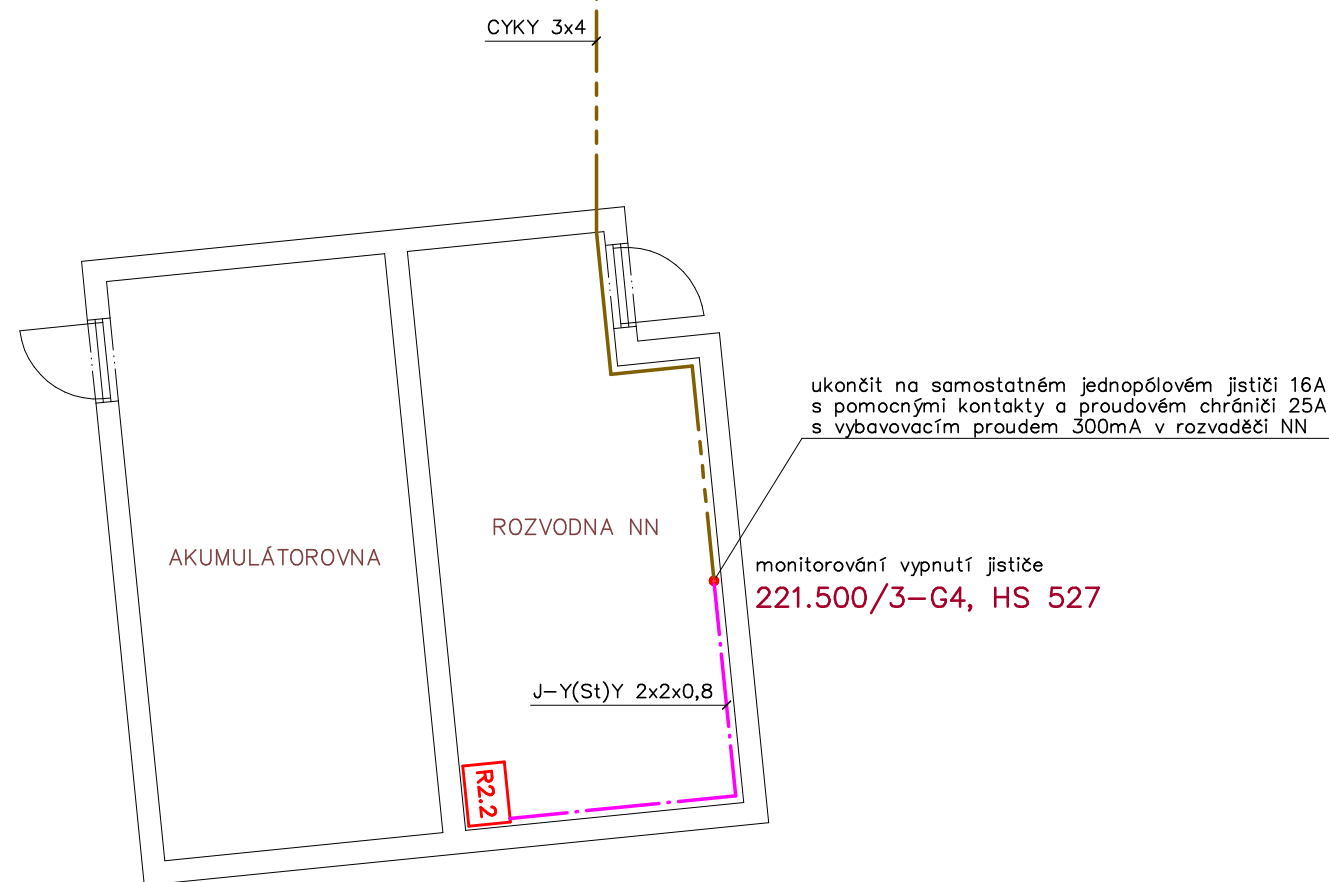 CYKY 3x4
ukončit na samostatném jednopólovém jističi 16A
s pomocnými kontakty a proudovém chrániči 25A
s vybavovacím proudem 300mA v rozvaděči NN
ROZVODNA NN
AKUMULÁTOROVNA
monitorování vypnutí jističe
221.500/3-G4, HS 527
J-Y(St)Y 2x2x0,8
R2.2